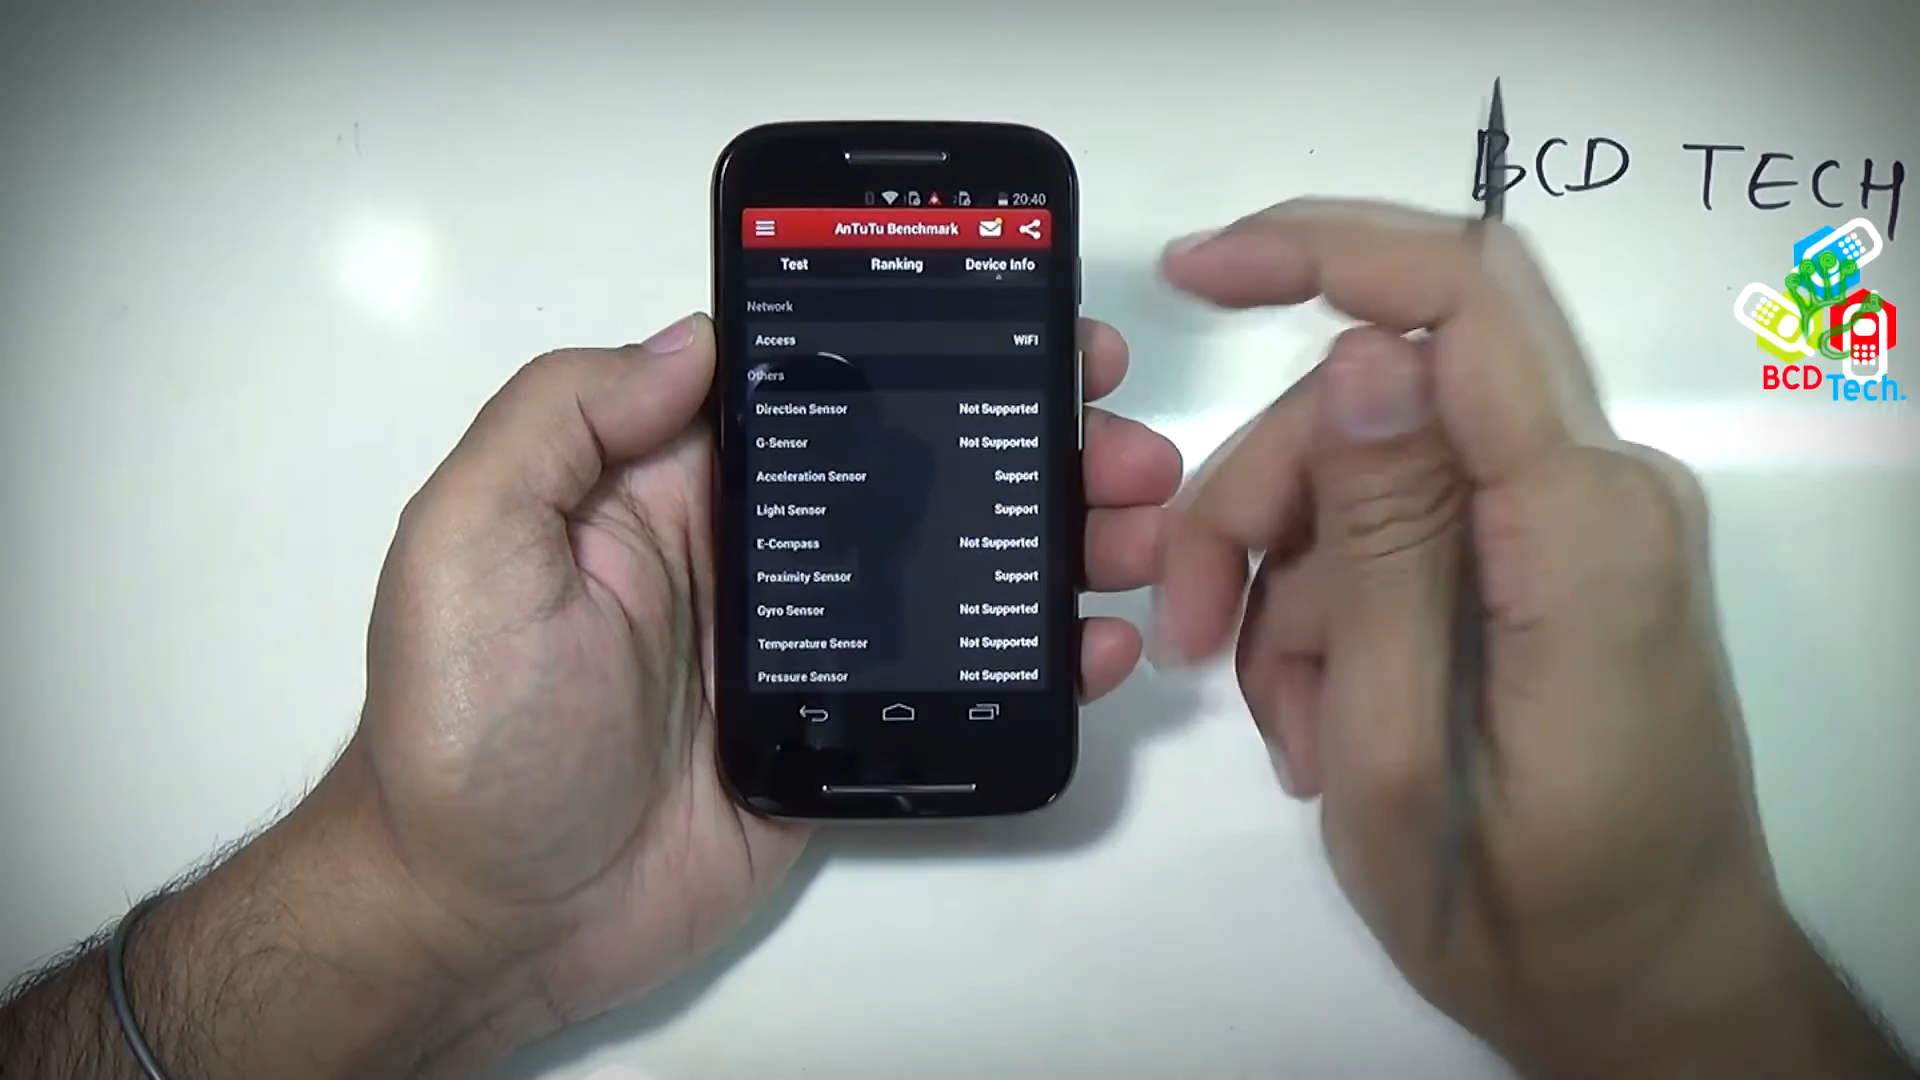 20:40
AnTuTu Benchmark
Test Ranking Device Info
Network
Access WIFI
Others
Direction Sensor Not Supported
G-Sensor Not Supported
Acceleration Sensor Support
Light Sensor Support
E-Compass Not Supported
Proximity Sensor Support
Gyro Sensor Not Supported
Temperature Sensor Not Supported
Pressure Sensor Not Supported
BCD TECH
BCD Tech.